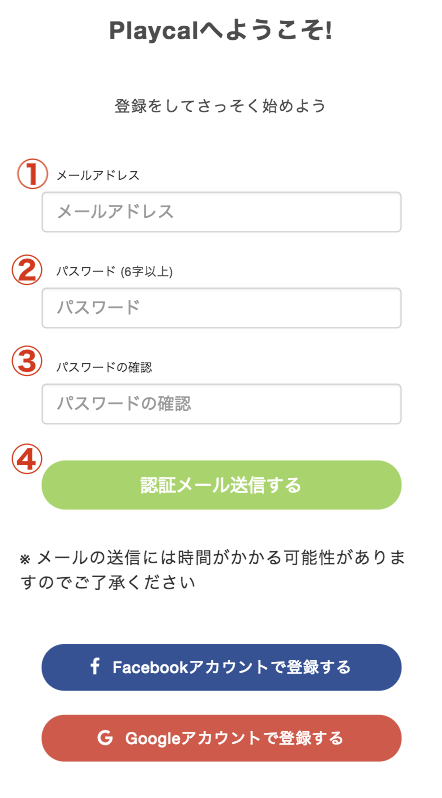 Playcalへようこそ!
登録をしてさっそく始めよう
① メールアドレス
メールアドレス
② パスワード (6字以上)
パスワード
③ パスワードの確認
パスワードの確認
④
認証メール送信する
※ メールの送信には時間がかかる可能性がありま
すのでご了承ください
Facebookアカウントで登録する
Googleアカウントで登録する